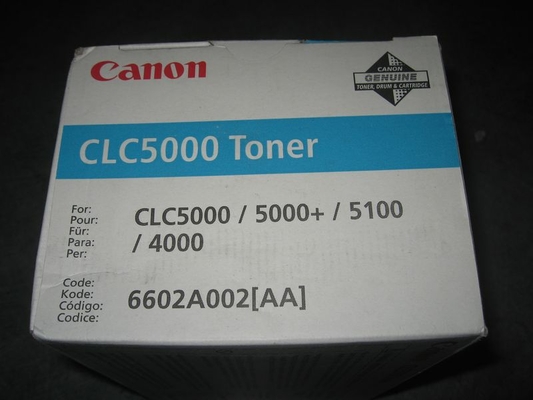 Canon
CANON
GENUINE
TONER, DRUM & CARTRIDGE
CLC5000 Toner
For:
Pour:
Für:
Para:
Per:
CLC5000 / 5000+ / 5100
/ 4000
Code:
Kode:
Código:
Codice:
6602A002[AA]